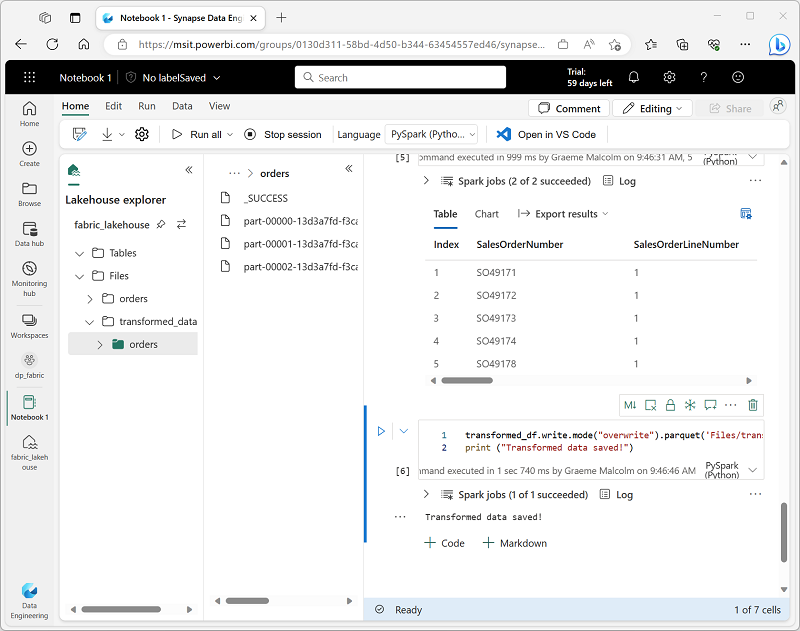 Notebook 1 - Synapse Data Eng
https://msit.powerbi.com/groups/0130d311-58bd-4d50-b344-63454557ed46/synapse...
Notebook 1
No labelSaved
Search
Trial:
59 days left
Home
Edit
Run
Data
View
Comment
Editing
Share
Run all
Stop session
Language
PySpark (Pytho...
Open in VS Code
Home
Create
Browse
Data hub
Monitoring
hub
Workspaces
dp_fabric
Notebook 1
fabric_lakeh
ouse
Data
Engineering
Lakehouse explorer
fabric_lakehouse
Tables
Files
orders
transformed_data
orders
... > orders
_SUCCESS
part-00000-13d3a7fd-f3ca
part-00001-13d3a7fd-f3ca
part-00002-13d3a7fd-f3ca
[5]
ommand executed in 999 ms by Graeme Malcolm on 9:46:31 AM, 5
(Python)
Spark jobs (2 of 2 succeeded)
Log
Table
Chart
Export results
Index SalesOrderNumber SalesOrderLineNumber
1 SO49171 1
2 SO49172 1
3 SO49173 1
4 SO49174 1
5 SO49178 1
M↓
1 transformed_df.write.mode("overwrite").parquet('Files/trans
2 print ("Transformed data saved!")
[6]
mmand executed in 1 sec 740 ms by Graeme Malcolm on 9:46:46 AM
PySpark
(Python)
Spark jobs (1 of 1 succeeded)
Log
Transformed data saved!
+ Code
+ Markdown
Ready
1 of 7 cells